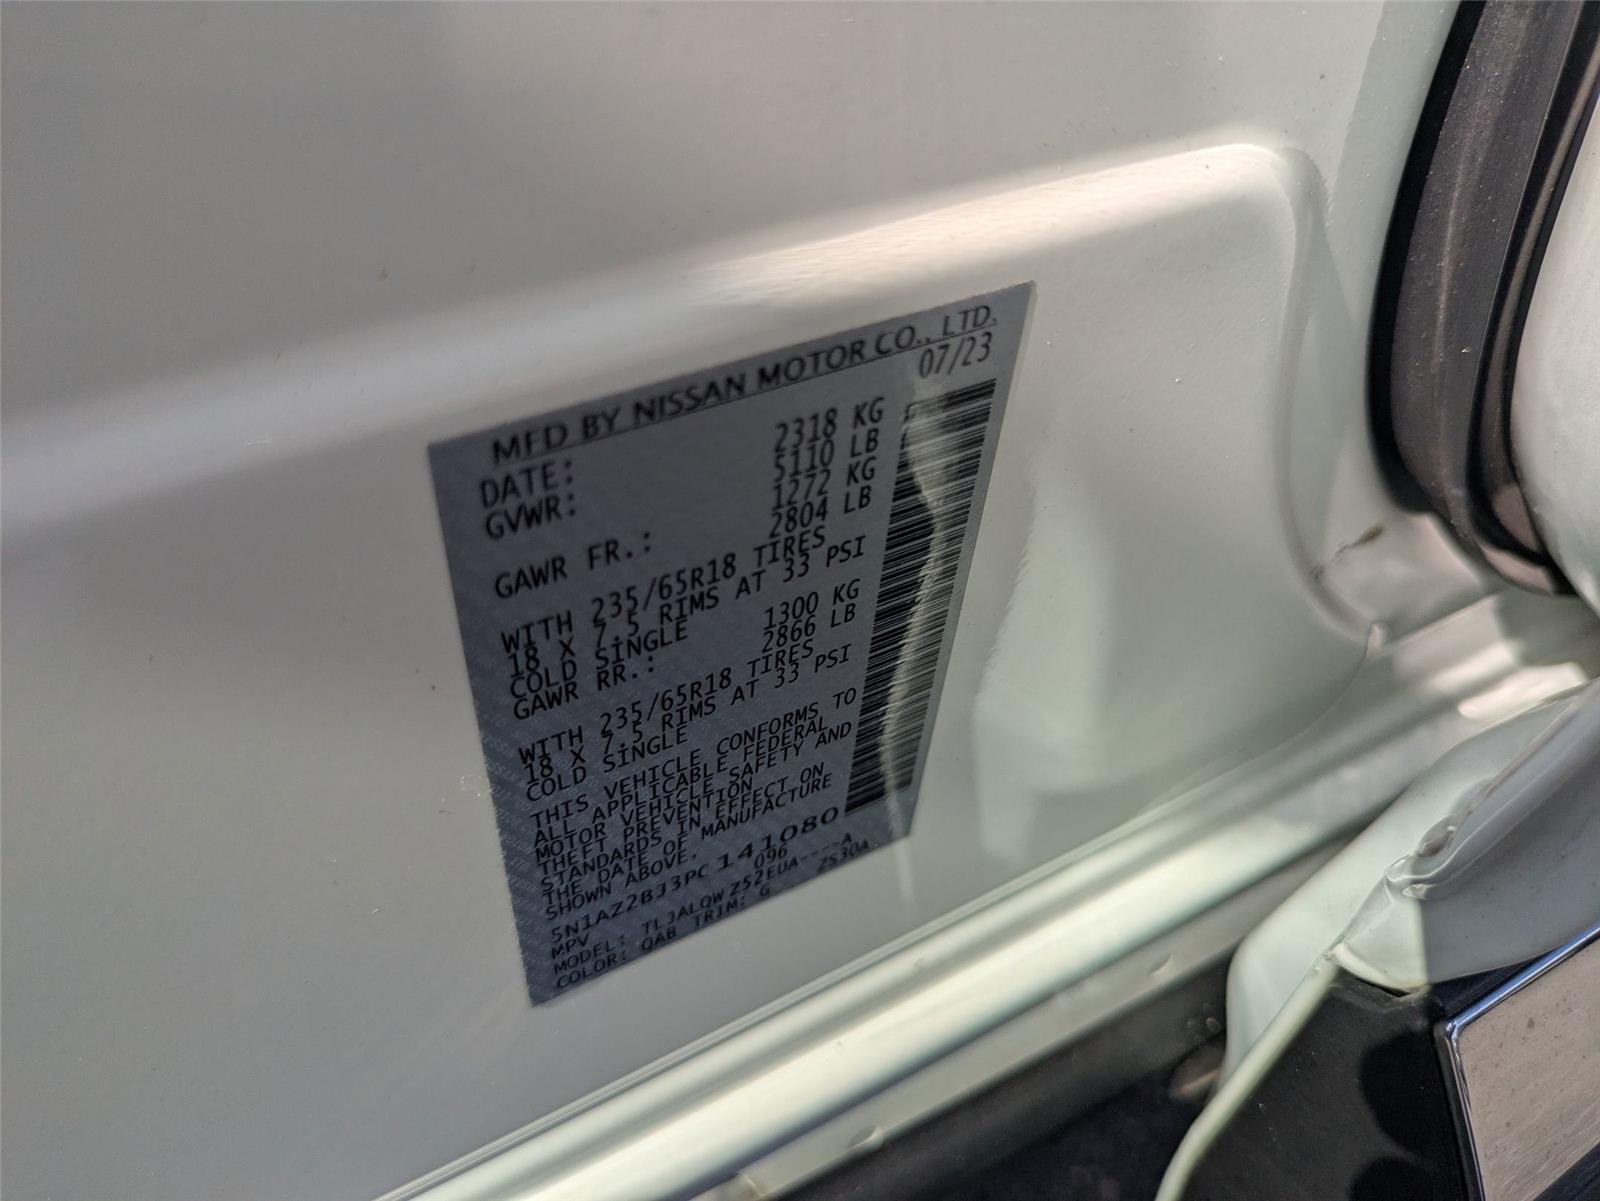 MFD BY NISSAN MOTOR CO., LTD.
DATE: 07/23
GVWR: 2318 KG
5110 LB
GAWR FR.: 1272 KG
2804 LB
WITH 235/65R18 TIRES
18 X 7.5 RIMS AT 33 PSI
COLD SINGLE
GAWR RR.: 1300 KG
2866 LB
WITH 235/65R18 TIRES
18 X 7.5 RIMS AT 33 PSI
COLD SINGLE
THIS VEHICLE CONFORMS TO
ALL APPLICABLE FEDERAL
MOTOR VEHICLE SAFETY AND
THEFT PREVENTION
STANDARDS IN EFFECT ON
THE DATE OF MANUFACTURE
SHOWN ABOVE.
5N1AZ2BJ3PC141080
MPV 096
MODEL: TLJALQWZ52EUA----A
COLOR: QAB TRIM: G ZS30A